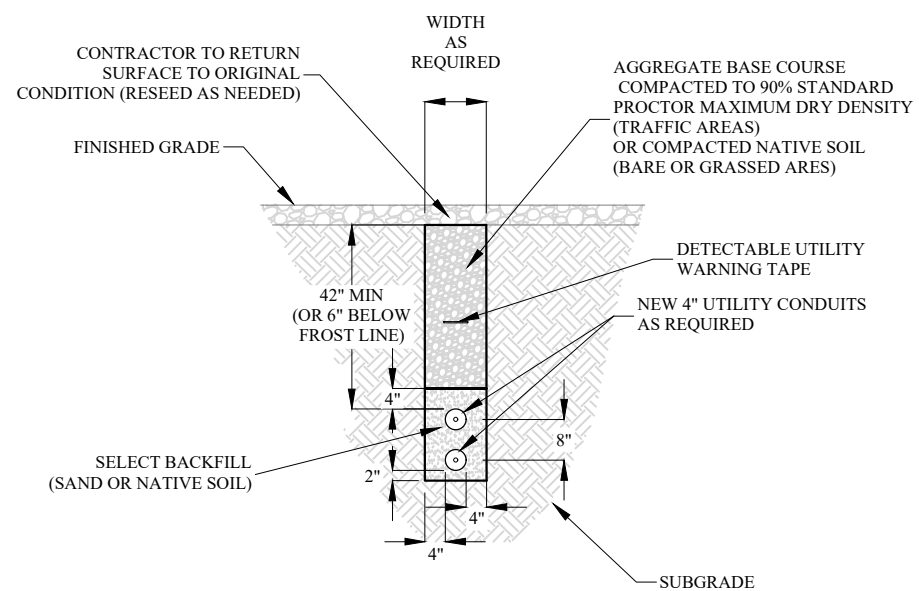 WIDTH
AS
REQUIRED
CONTRACTOR TO RETURN
SURFACE TO ORIGINAL
CONDITION (RESEED AS NEEDED)
AGGREGATE BASE COURSE
COMPACTED TO 90% STANDARD
PROCTOR MAXIMUM DRY DENSITY
(TRAFFIC AREAS)
OR COMPACTED NATIVE SOIL
(BARE OR GRASSED ARES)
FINISHED GRADE
DETECTABLE UTILITY
WARNING TAPE
42" MIN
(OR 6" BELOW
FROST LINE)
NEW 4" UTILITY CONDUITS
AS REQUIRED
4"
8"
SELECT BACKFILL
(SAND OR NATIVE SOIL)
2"
4"
4"
SUBGRADE